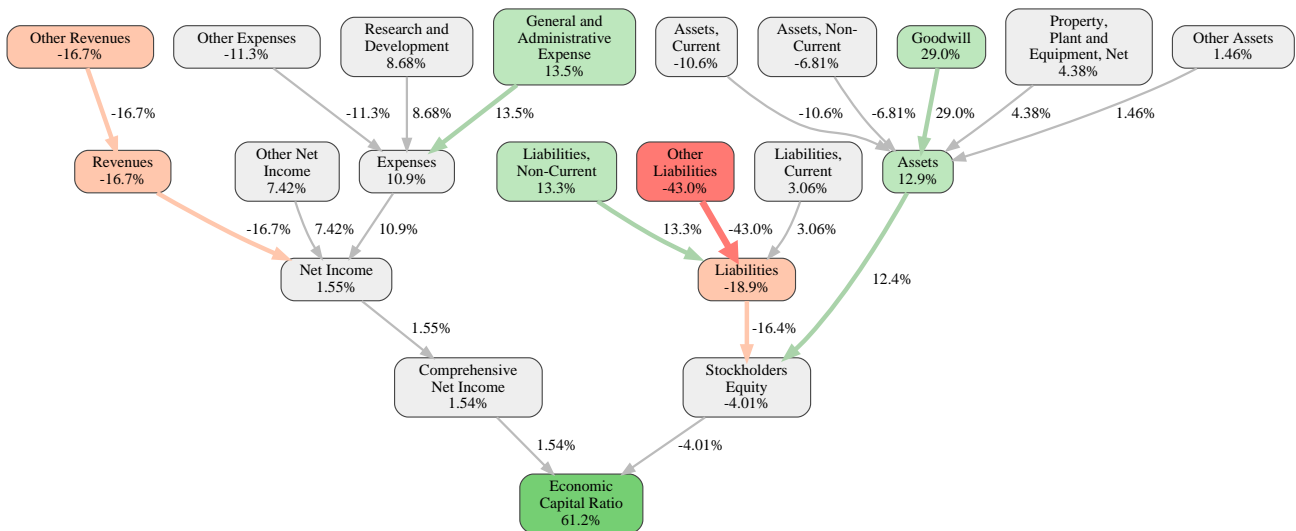 Other Revenues
-16.7%
Other Expenses
-11.3%
Research and
Development
8.68%
General and
Administrative
Expense
13.5%
Assets,
Current
-10.6%
Assets, Non-
Current
-6.81%
Goodwill
29.0%
Property,
Plant and
Equipment, Net
4.38%
Other Assets
1.46%
-16.7%
-11.3%
8.68%
13.5%
-10.6%
-6.81%
29.0%
4.38%
1.46%
Revenues
-16.7%
Other Net
Income
7.42%
Expenses
10.9%
Liabilities,
Non-Current
13.3%
Other
Liabilities
-43.0%
Liabilities,
Current
3.06%
Assets
12.9%
-16.7%
7.42%
10.9%
13.3%
-43.0%
3.06%
12.4%
Net Income
1.55%
Liabilities
-18.9%
1.55%
-16.4%
Comprehensive
Net Income
1.54%
Stockholders
Equity
-4.01%
1.54%
-4.01%
Economic
Capital Ratio
61.2%